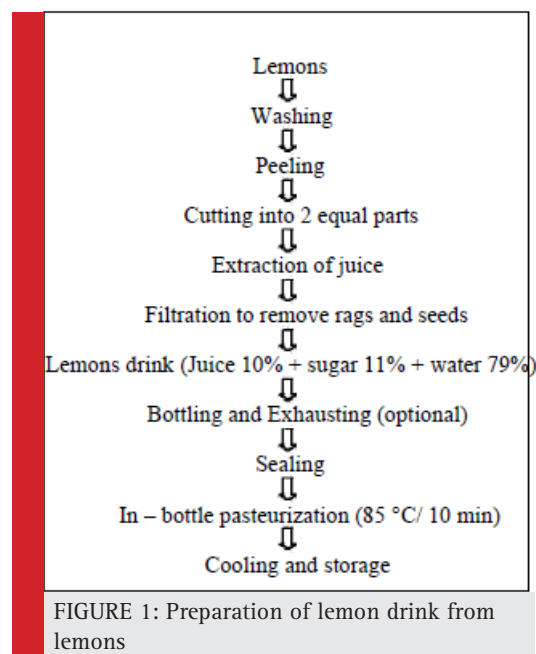 Lemons
Washing
Peeling
Cutting into 2 equal parts
Extraction of juice
Filtration to remove rags and seeds
Lemons drink (Juice 10% + sugar 11% + water 79%)
Bottling and Exhausting (optional)
Sealing
In – bottle pasteurization (85 °C/ 10 min)
Cooling and storage
FIGURE 1: Preparation of lemon drink from
lemons